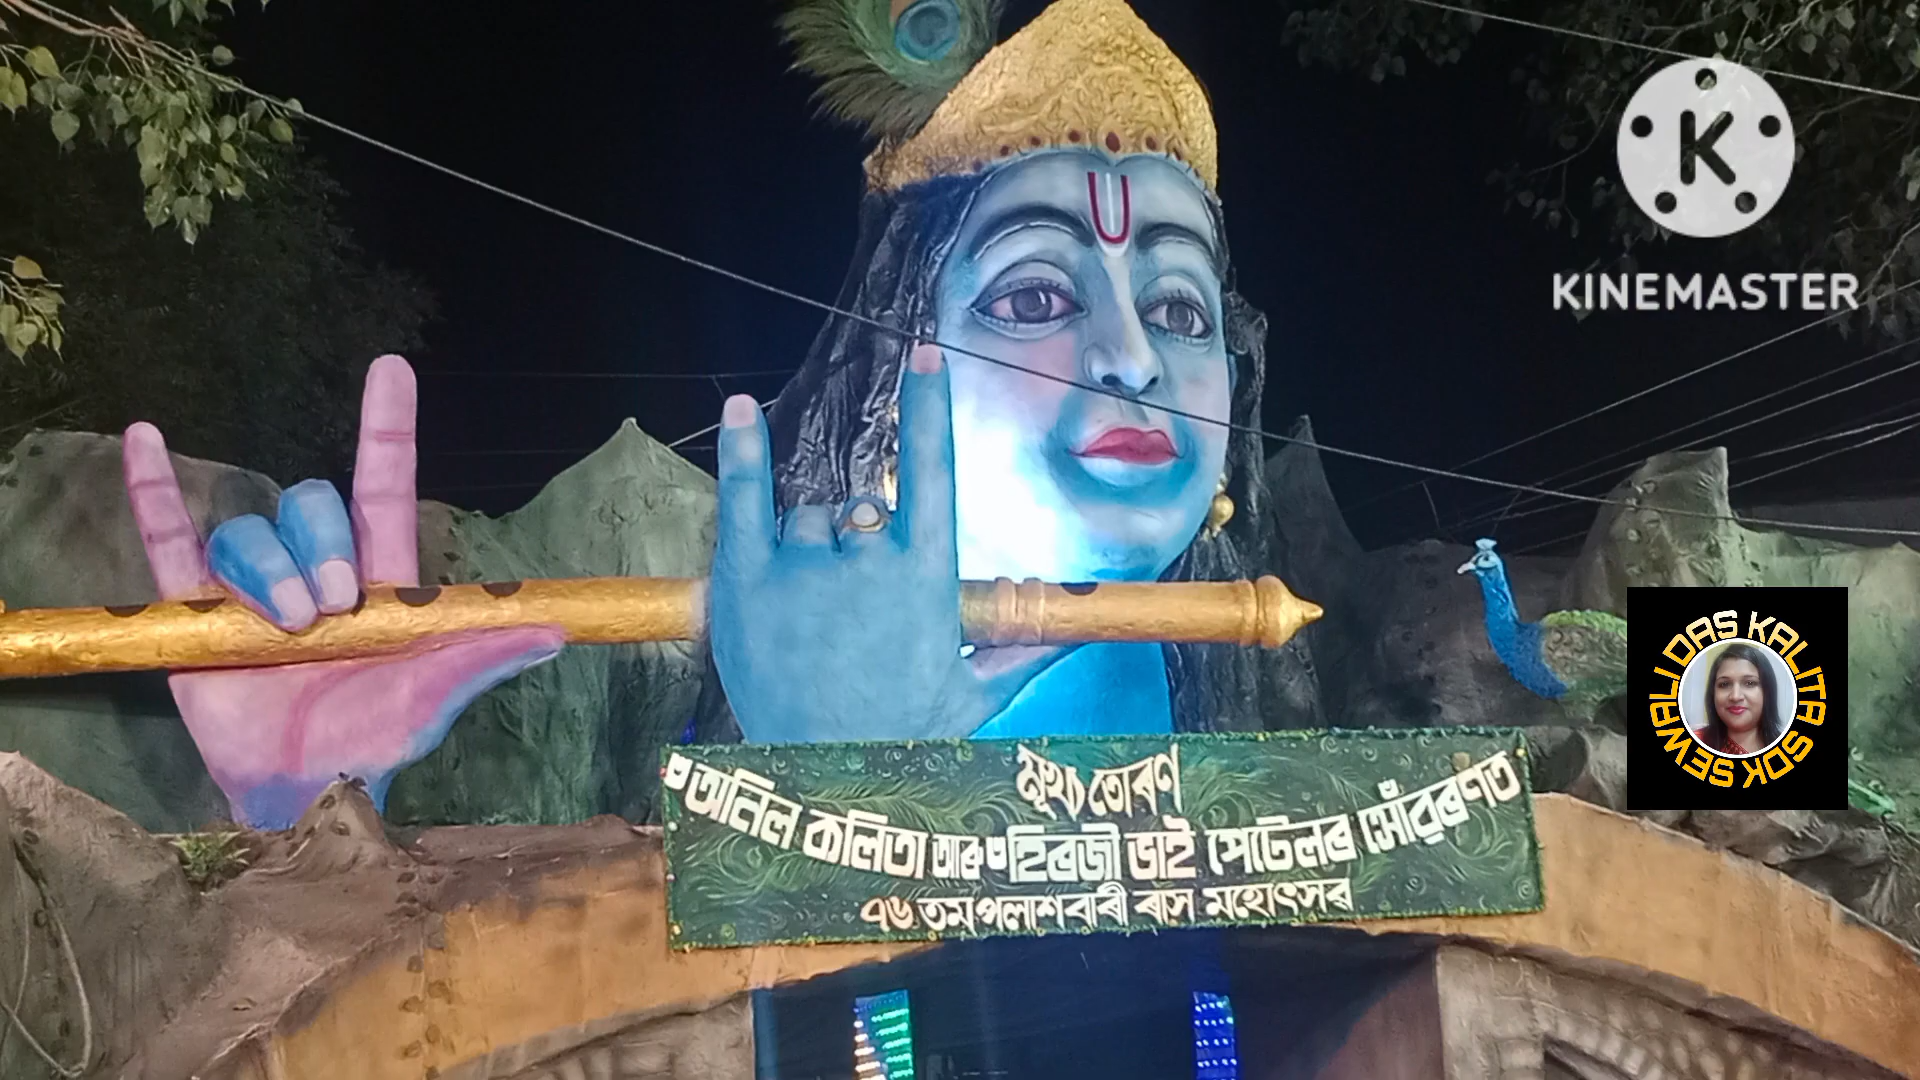 KINEMASTER
SEWALI DAS KALITA SDK
মূখ্য তোৰণ
৺অনিল কলিতা আৰু ৺হিৰজী ভাই পেটেলৰ সোঁৱৰণত
৭৬ তম পলাশবাৰী ৰাস মহোৎসৱ